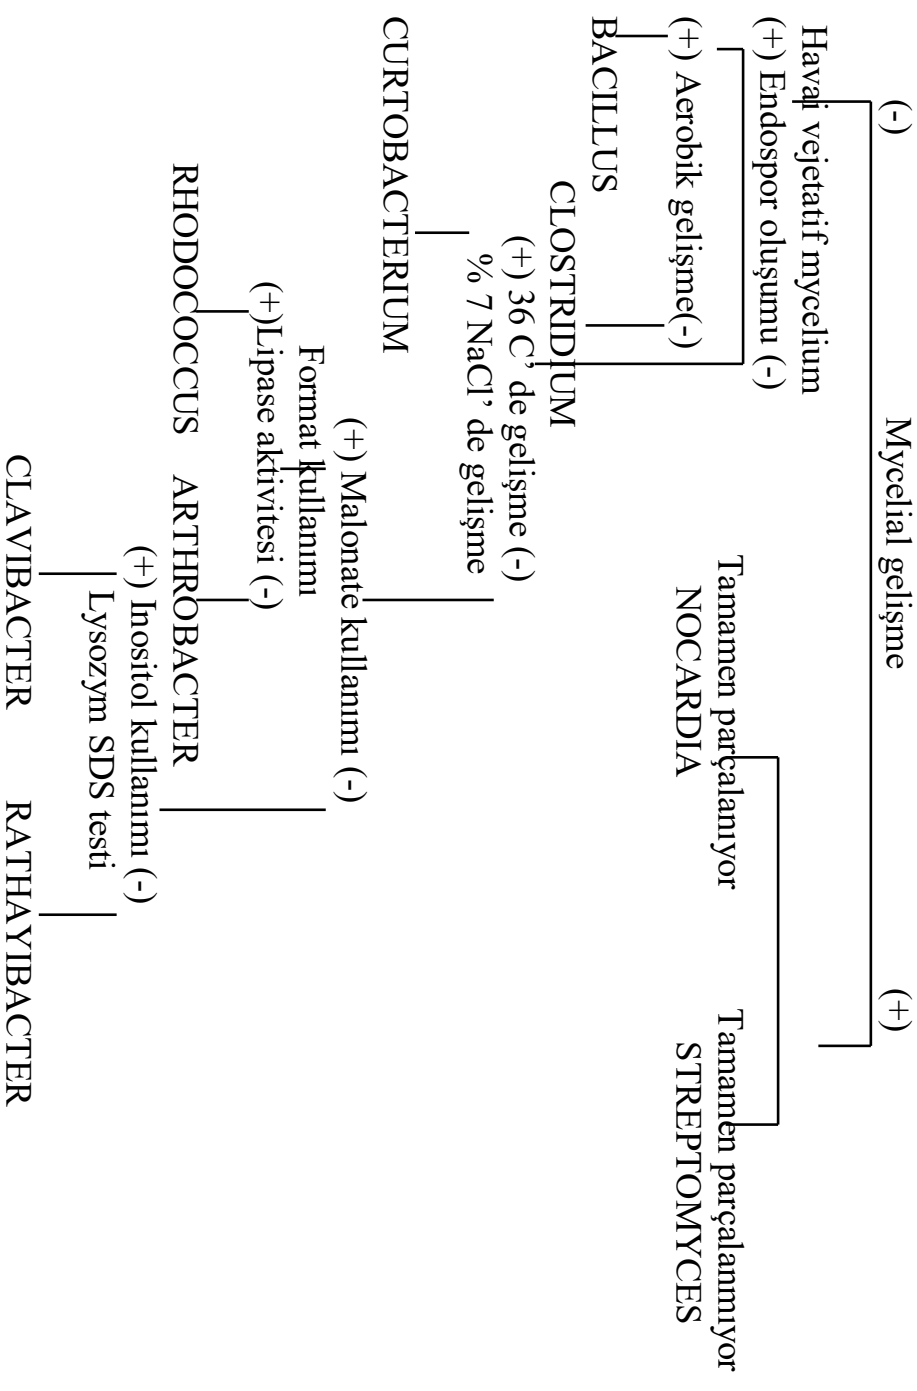 Mycelial gelişme
(-)
(+)
Havai vejetatif mycelium
(+) Endospor oluşumu (-)
Tamamen parçalanıyor
NOCARDIA
Tamamen parçalanmıyor
STREPTOMYCES
(+) Aerobik gelişme(-)
BACILLUS
CLOSTRIDIUM
(+) 36 C’ de gelişme (-)
% 7 NaCl’ de gelişme
CURTOBACTERIUM
(+) Malonate kullanımı (-)
Format kullanımı
(+)Lipase aktivitesi (-)
RHODOCOCCUS
ARTHROBACTER
(+) Inositol kullanımı (-)
Lysozym SDS testi
CLAVIBACTER
RATHAYIBACTER